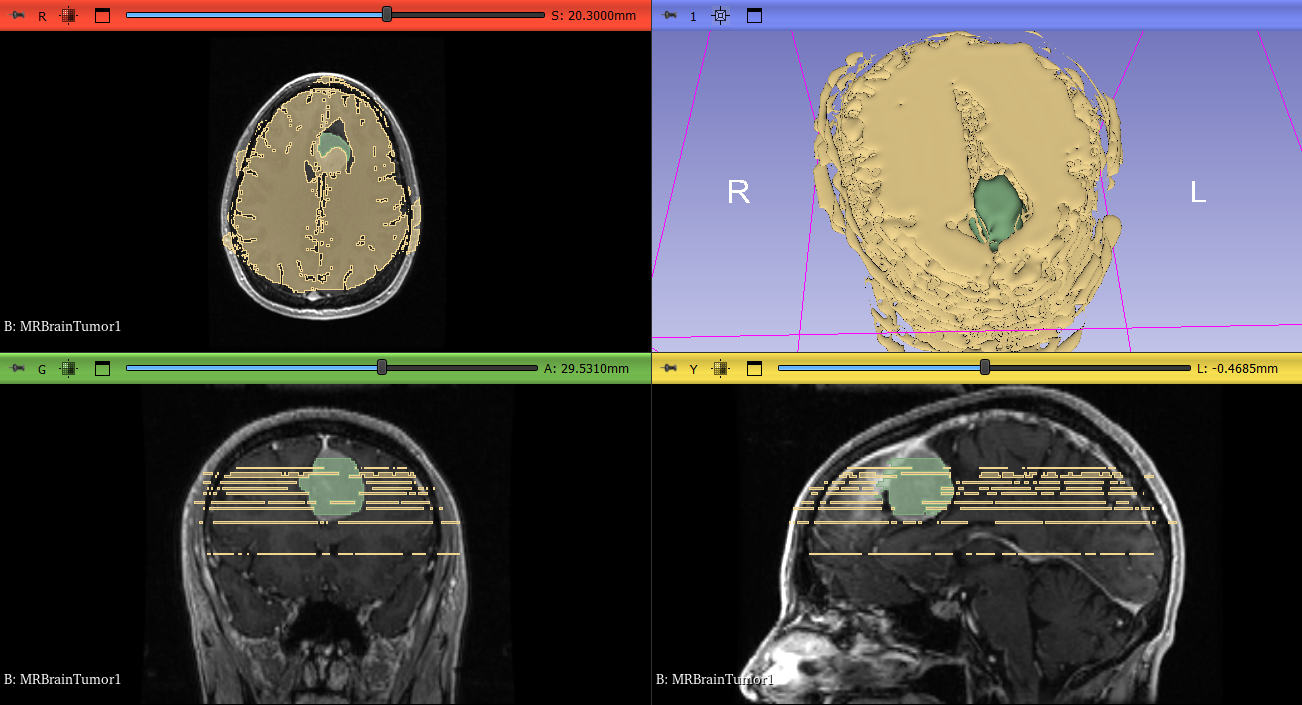 R S: 20.3000mm
1
R L
B: MRBrainTumor1
G A: 29.5310mm
Y L: -0.4685mm
B: MRBrainTumor1
B: MRBrainTumor1